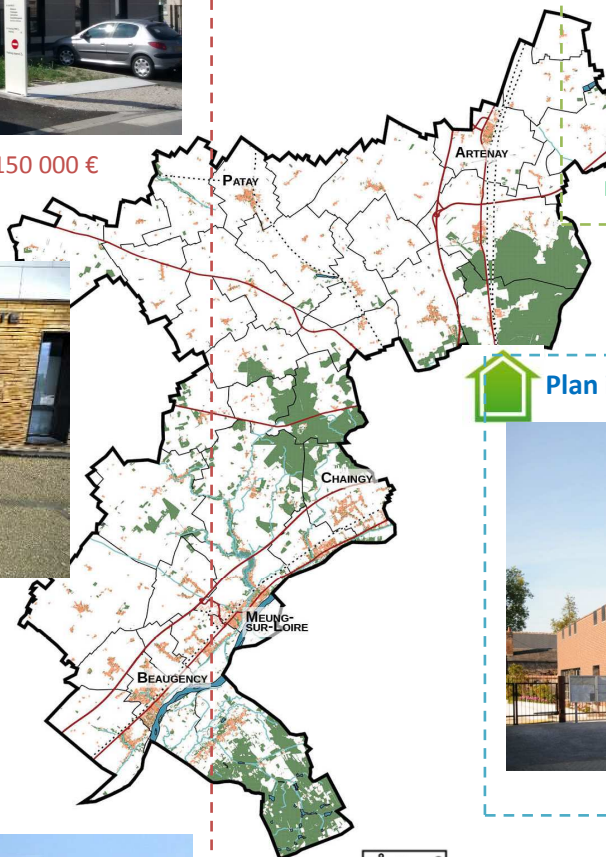 150 000 €
ARTENAY
PATAY
Plan
CHAINGY
MEUNG-
SUR-LOIRE
BEAUGENCY